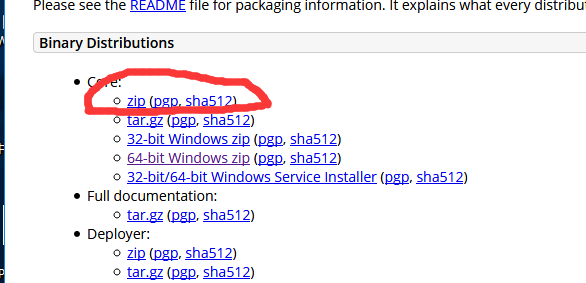 Please see the README file for packaging information. It explains what every distribu
Binary Distributions
Core:
zip (pgp, sha512)
tar.gz (pgp, sha512)
32-bit Windows zip (pgp, sha512)
64-bit Windows zip (pgp, sha512)
32-bit/64-bit Windows Service Installer (pgp, sha512)
Full documentation:
tar.gz (pgp, sha512)
Deployer:
zip (pgp, sha512)
tar.gz (pgp, sha512)